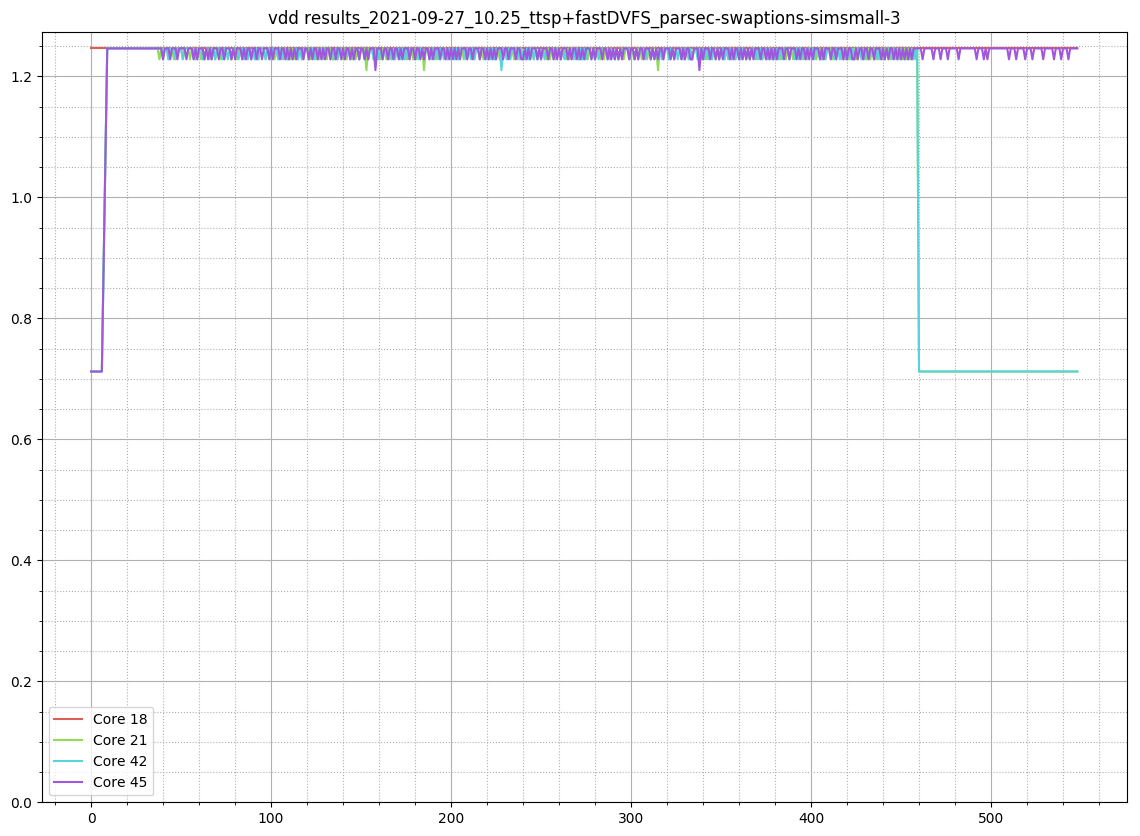 vdd results_2021-09-27_10.25_ttsp+fastDVFS_parsec-swaptions-simsmall-3
1.2
1.0
0.8
0.6
0.4
0.2
0.0
Core 18
Core 21
Core 42
Core 45
0 100 200 300 400 500